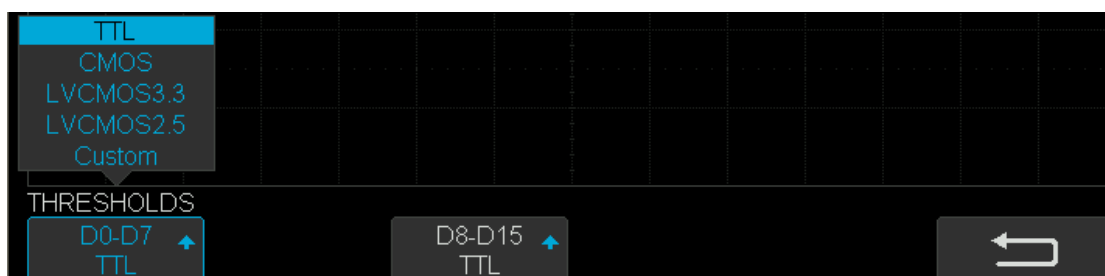 TTL
CMOS
LVCMOS3.3
LVCMOS2.5
Custom
THRESHOLDS
D0-D7
TTL
D8-D15
TTL